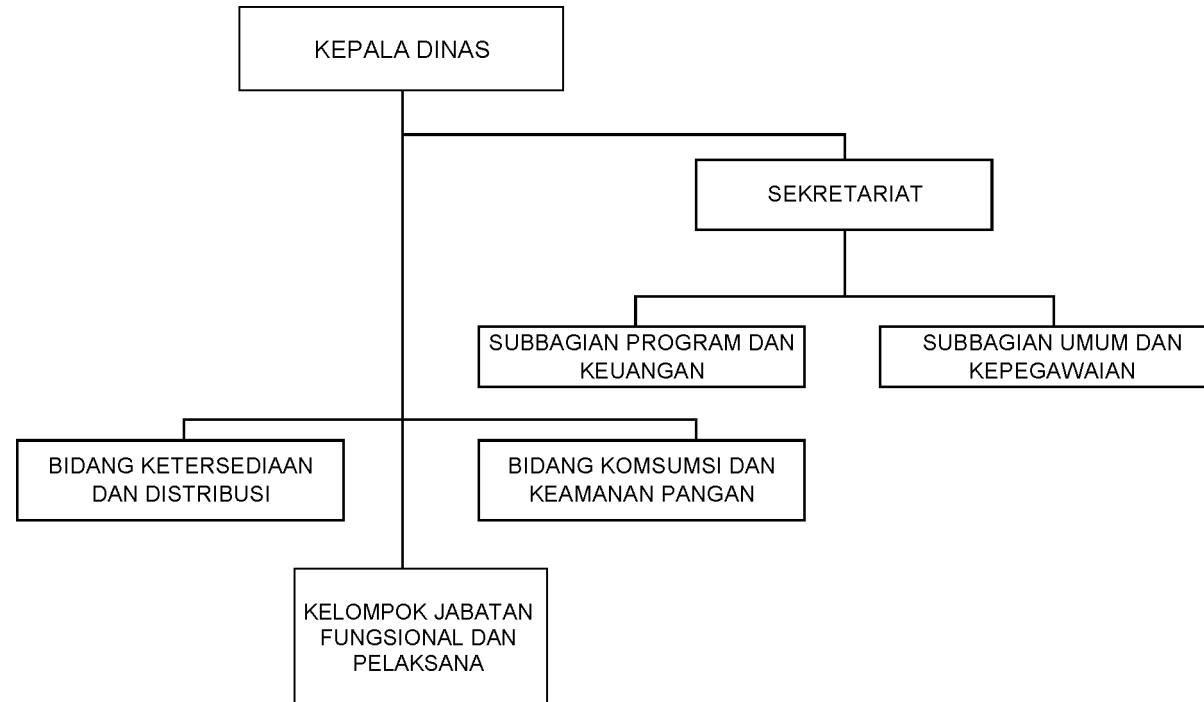 KEPALA DINAS
SEKRETARIAT
SUBBAGIAN PROGRAM DAN
KEUANGAN
SUBBAGIAN UMUM DAN
KEPEGAWAIAN
BIDANG KETERSEDIAAN
DAN DISTRIBUSI
BIDANG KOMSUMSI DAN
KEAMANAN PANGAN
KELOMPOK JABATAN
FUNGSIONAL DAN
PELAKSANA